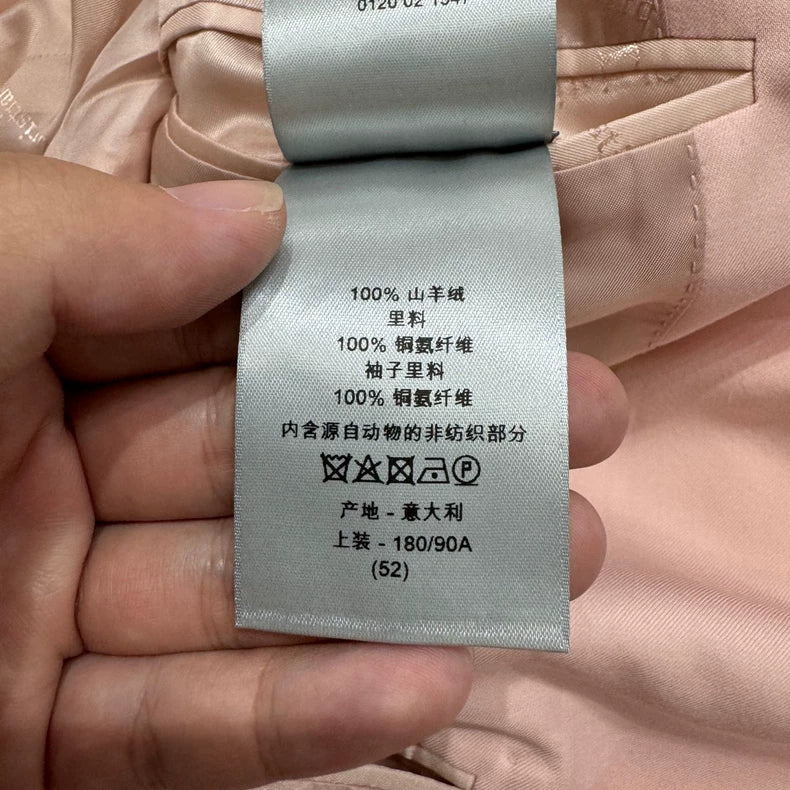 100% 山羊绒
里料
100% 铜氨纤维
袖子里料
100% 铜氨纤维
内含源自动物的非纺织部分
产地 - 意大利
上装 - 180/90A
(52)